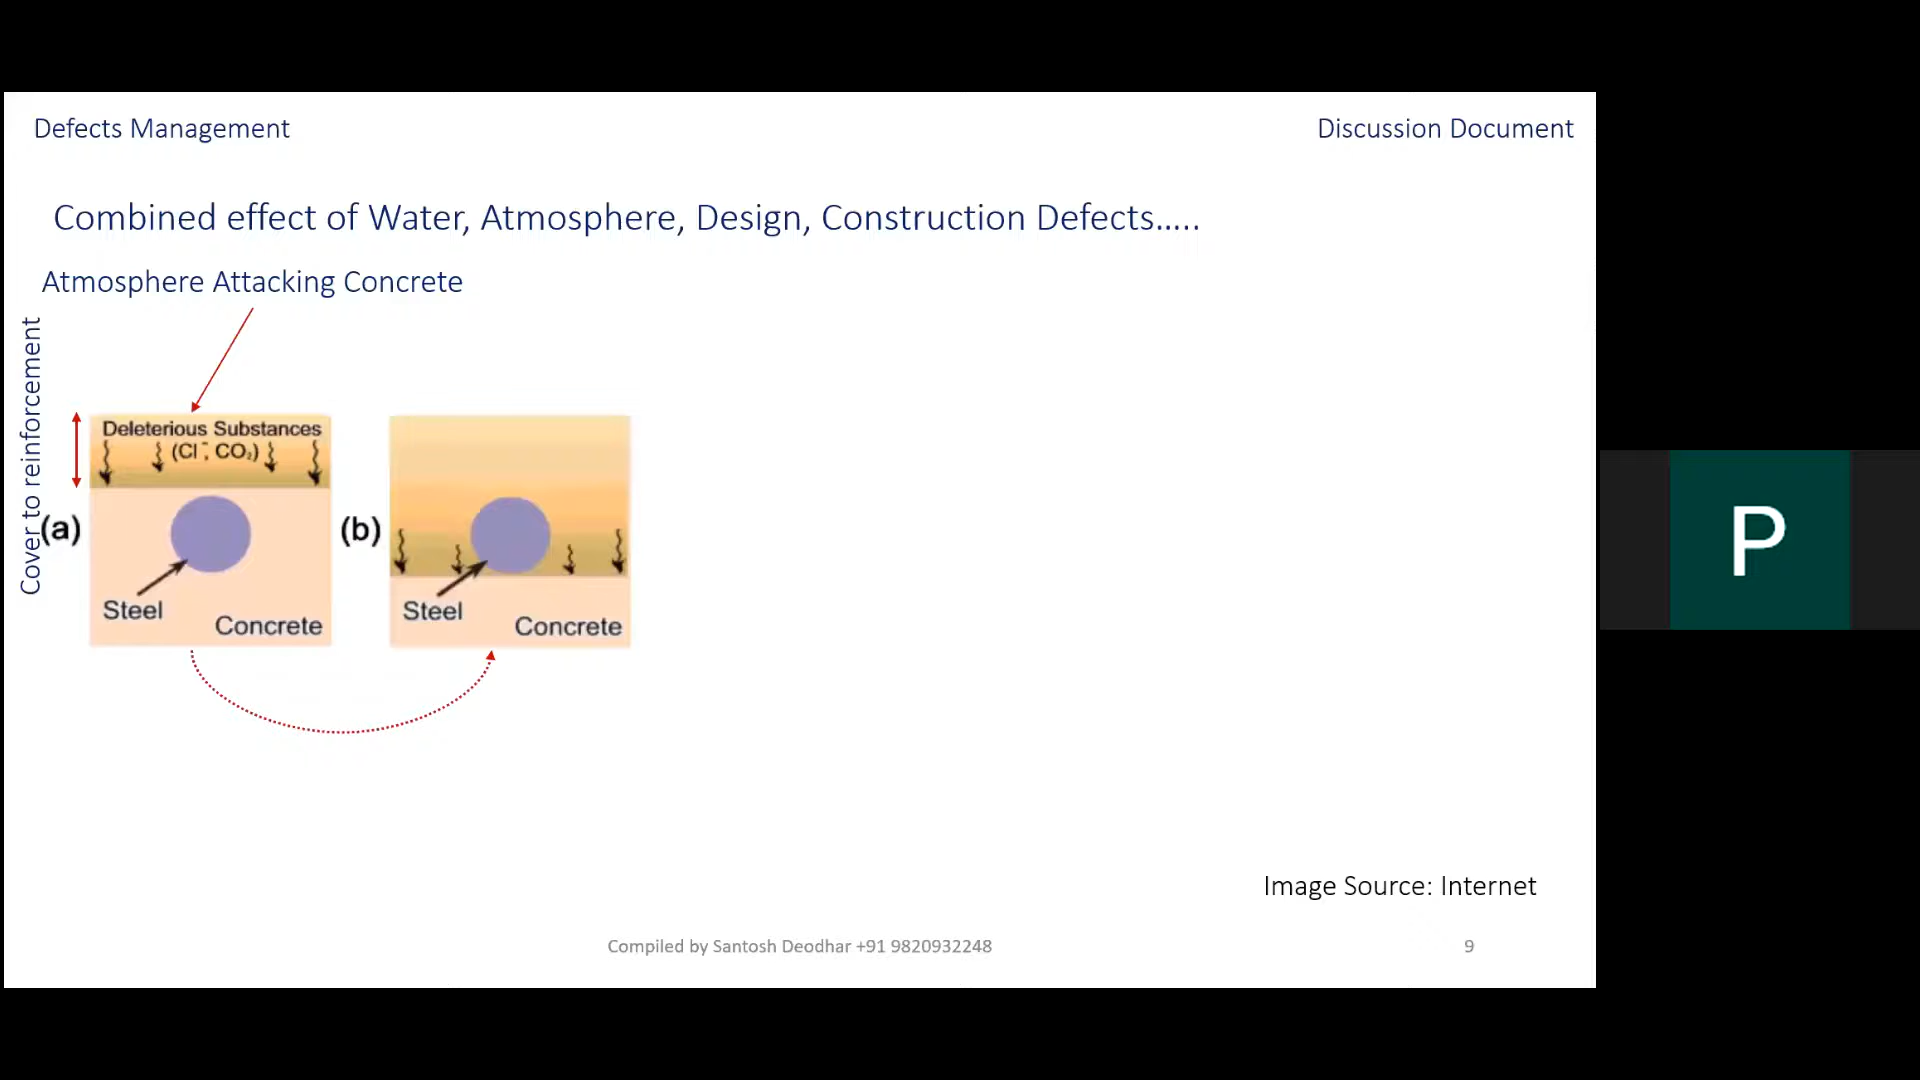 Defects Management
Discussion Document
Combined effect of Water, Atmosphere, Design, Construction Defects.....
Atmosphere Attacking Concrete
Cover to reinforcement
Deleterious Substances
(Cl⁻, CO₂)
(a)
Steel
Concrete
(b)
Steel
Concrete
Image Source: Internet
Compiled by Santosh Deodhar +91 9820932248
9
P